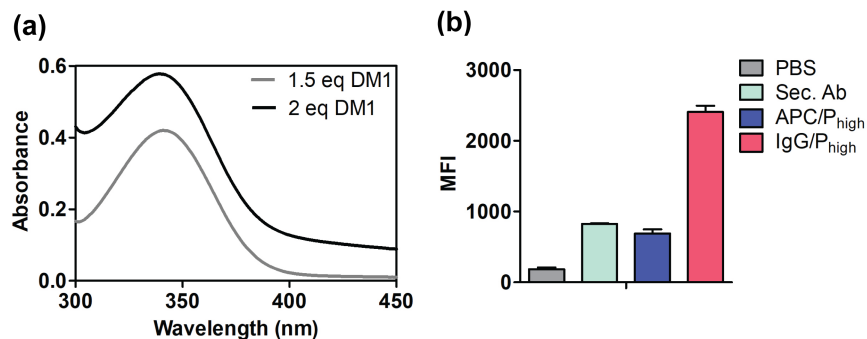 (a)
0.6
0.4
0.2
0.0
Absorbance
1.5 eq DM1
2 eq DM1
300 350 400 450
Wavelength (nm)
(b)
3000
2000
1000
0
MFI
PBS
Sec. Ab
APC/Phigh
IgG/Phigh